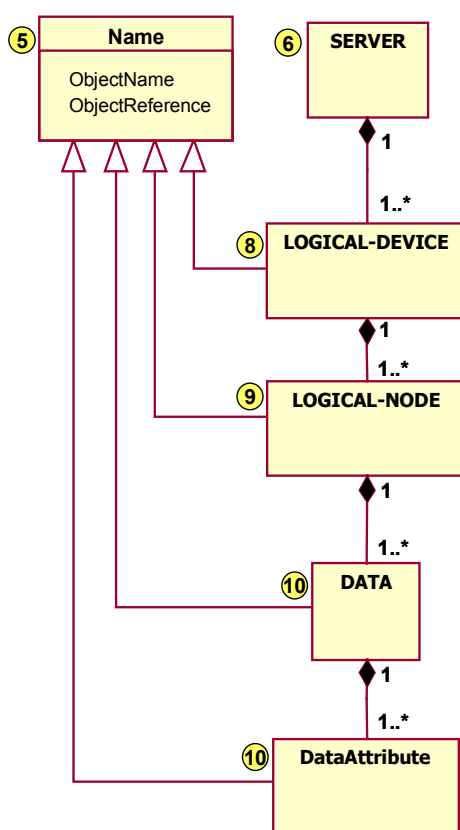 5
Name
ObjectName
ObjectReference
6
SERVER
1
1..*
8
LOGICAL-DEVICE
1
1..*
9
LOGICAL-NODE
1
1..*
10
DATA
1
1..*
10
DataAttribute